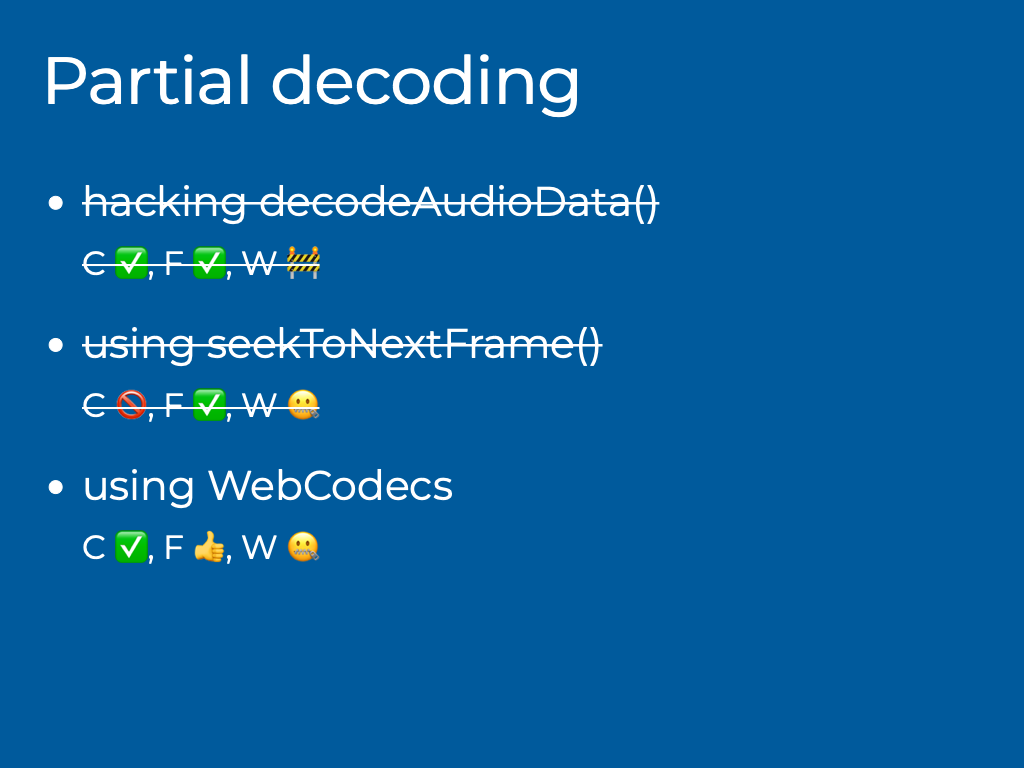 Partial decoding
• hacking decodeAudioData()
C ✅, F ✅, W 🚧
• using seekToNextFrame()
C 🚫, F ✅, W 🤐
• using WebCodecs
C ✅, F 👍, W 🤐